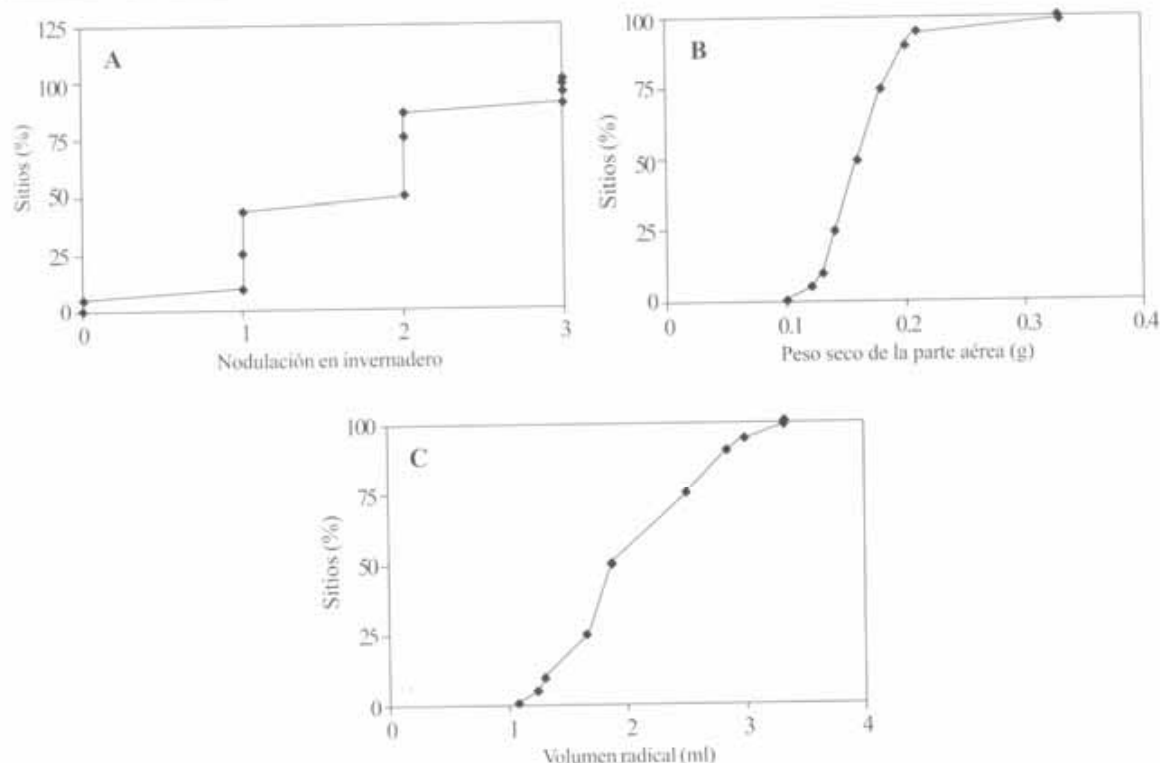 125
100
75
50
25
0
Sitios (%)
A
0 1 2 3
Nodulación en invernadero
100
75
50
25
0
Sitios (%)
B
0 0.1 0.2 0.3 0.4
Peso seco de la parte aérea (g)
100
75
50
25
0
Sitios (%)
C
0 1 2 3 4
Volumen radical (ml)